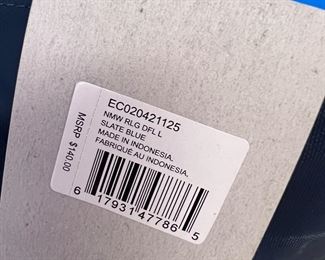 EC020421125
NMW RLG DFL L
SLATE BLUE
MADE IN INDONESIA.
FABRIQUÉ AU INDONESIA.
MSRP $140.00
6 17931 47786 5